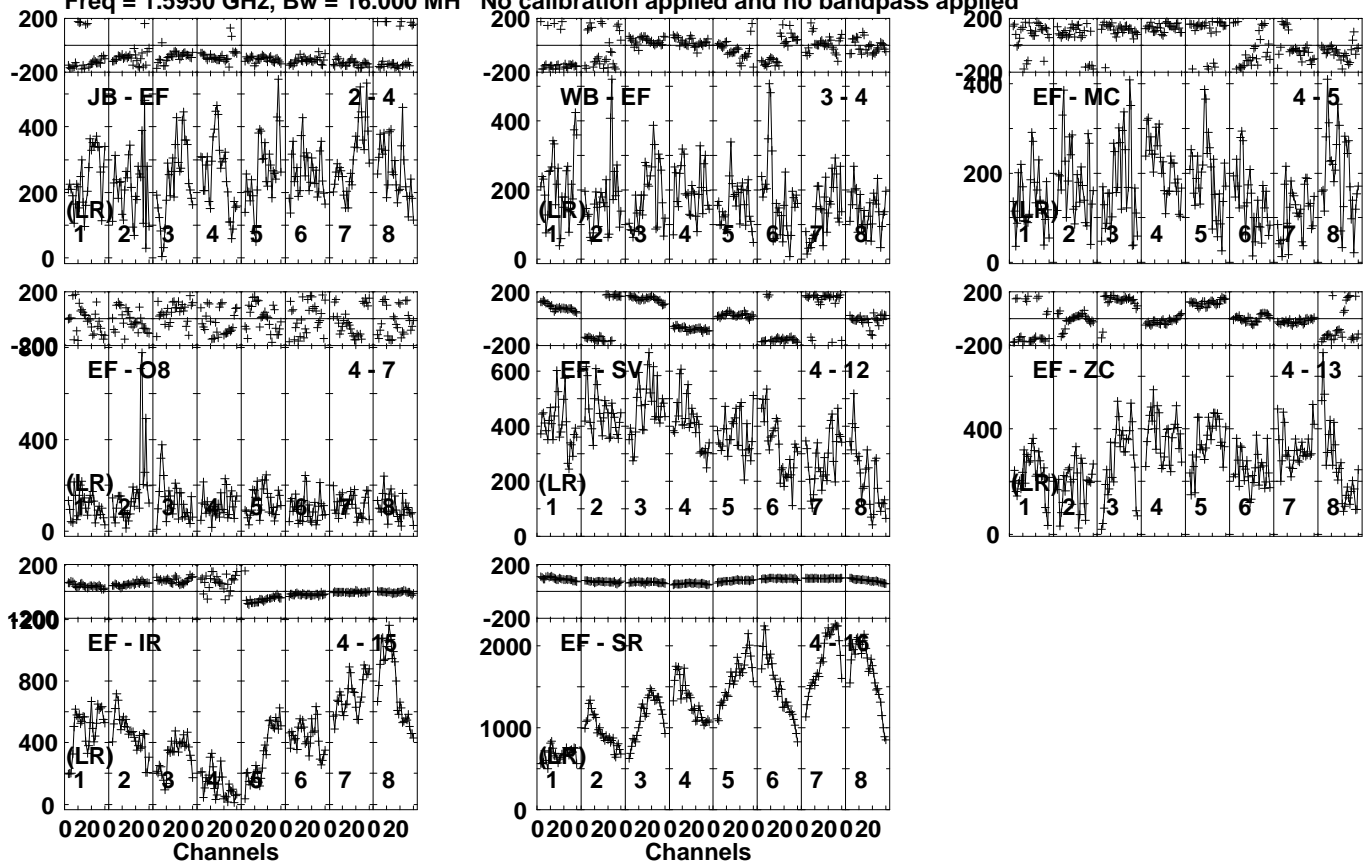 Freq = 1.5950 GHz, Bw = 16.000 MH No calibration applied and no bandpass applied
200 200 200
-200 -200 -200
JB - EF 2 - 4 WB - EF 3 - 4 EF - MC 4 - 5
400 400 400
200 200 200
(LR) (LR) (LR)
1 2 3 4 5 6 7 8 1 2 3 4 5 6 7 8 1 2 3 4 5 6 7 8
0 0 0
200 200 200
-200 -200 -200
800
EF - O8 4 - 7 EF - SV 4 - 12 EF - ZC 4 - 13
600
400 400 400
200
(LR) (LR) (LR)
1 2 3 4 5 6 7 8 1 2 3 4 5 6 7 8 1 2 3 4 5 6 7 8
0 0 0
200 200
-200 -200
1200
EF - IR 4 - 15 EF - SR 4 - 16
2000
800
400 1000
(LR) (LR)
1 2 3 4 5 6 7 8 1 2 3 4 5 6 7 8
0 0
0 20 0 20 0 20 0 20 0 20 0 20 0 20 0 20 0 20 0 20 0 20 0 20 0 20 0 20 0 20 0 20
Channels Channels